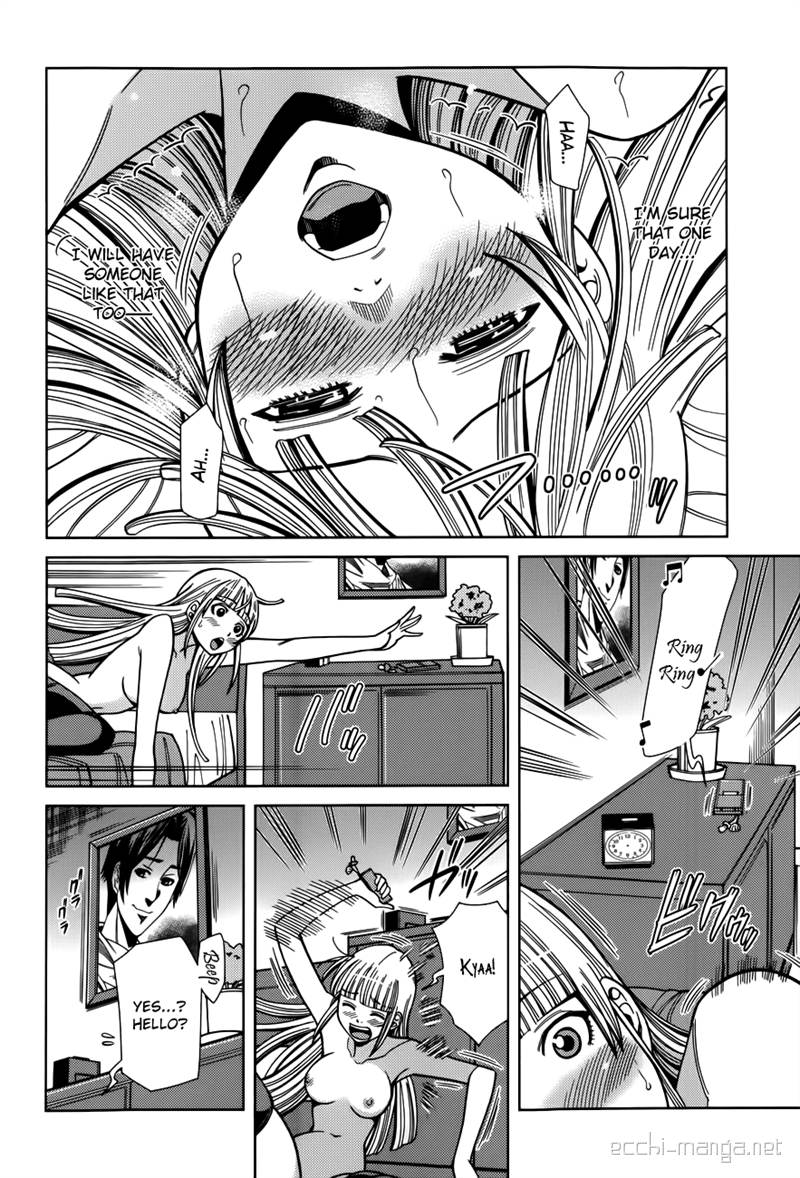 HAA...
I'M SURE
THAT ONE
DAY...
I WILL HAVE
SOMEONE
LIKE THAT
TOO—
AH...
Ring
Ring
KYAA!
Beep
YES...?
HELLO?
ecchi-manga.net